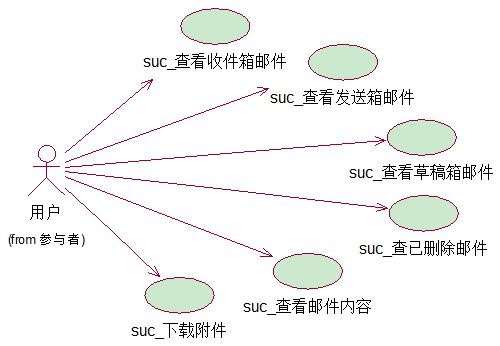 suc_查看收件箱邮件
suc_查看发送箱邮件
suc_查看草稿箱邮件
用户
(from 参与者)
suc_查已删除邮件
suc_查看邮件内容
suc_下载附件